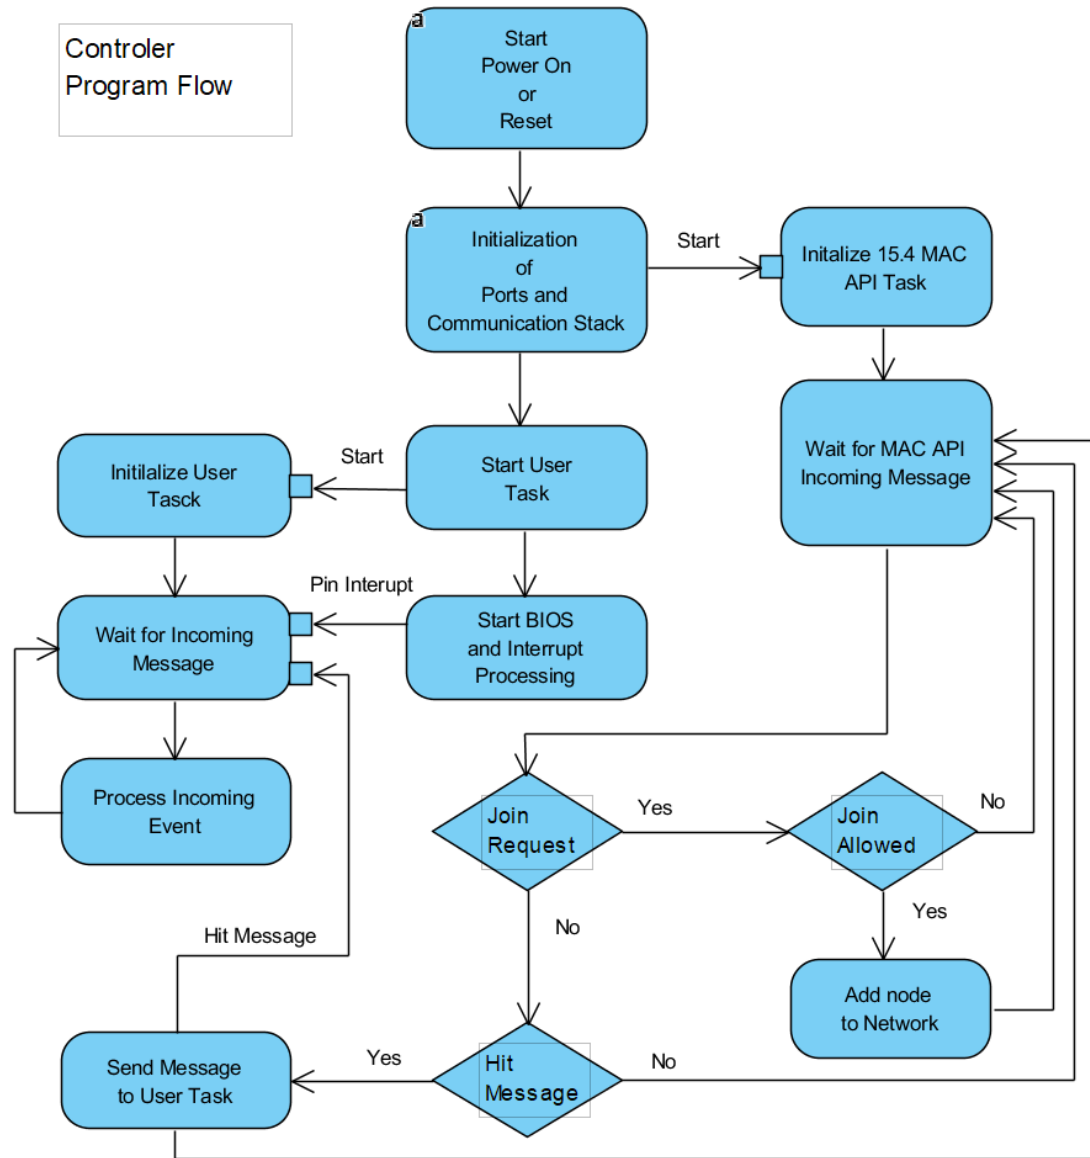 Controler
Program Flow
a
Start
Power On
or
Reset
a
Initialization
of
Ports and
Communication Stack
Start
Initalize 15.4 MAC
API Task
Wait for MAC API
Incoming Message
Initilalize User
Tasck
Start
Start User
Task
Pin Interupt
Wait for Incoming
Message
Start BIOS
and Interrupt
Processing
Process Incoming
Event
Join
Request
Yes
Join
Allowed
No
Yes
No
Hit Message
Add node
to Network
Send Message
to User Task
Yes
Hit
Message
No